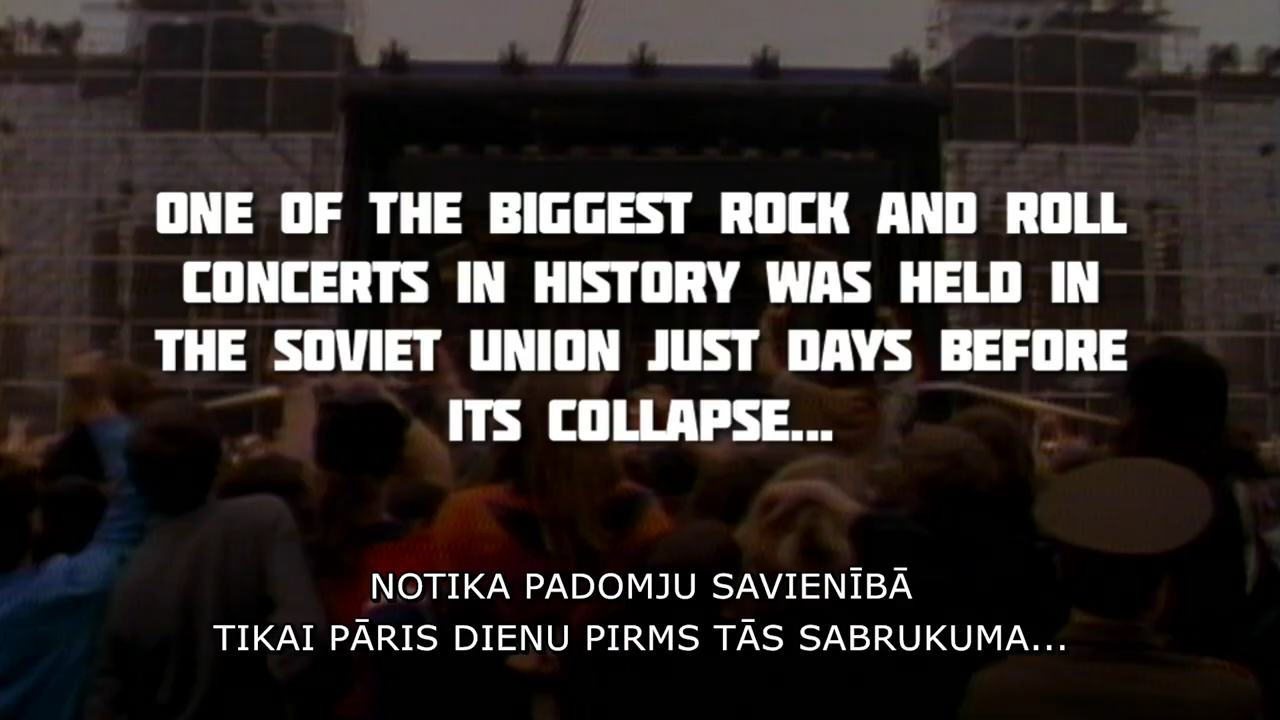 ONE OF THE BIGGEST ROCK AND ROLL
CONCERTS IN HISTORY WAS HELD IN
THE SOVIET UNION JUST DAYS BEFORE
ITS COLLAPSE...
NOTIKA PADOMJU SAVIENĪBĀ
TIKAI PĀRIS DIENU PIRMS TĀS SABRUKUMA...